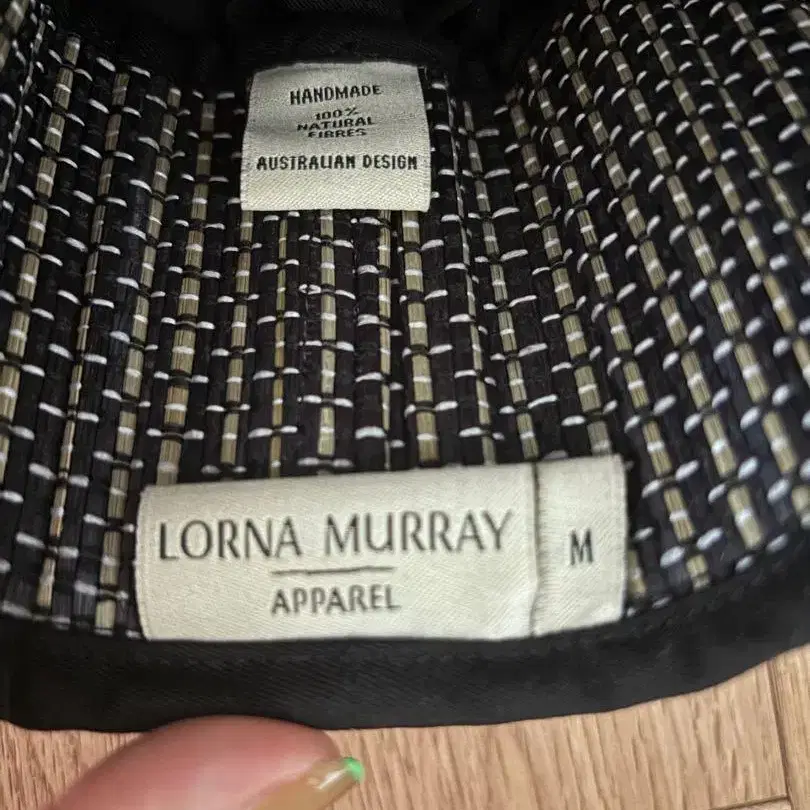 HANDMADE
100%
NATURAL
FIBRES
AUSTRALIAN DESIGN
LORNA MURRAY
APPAREL
M